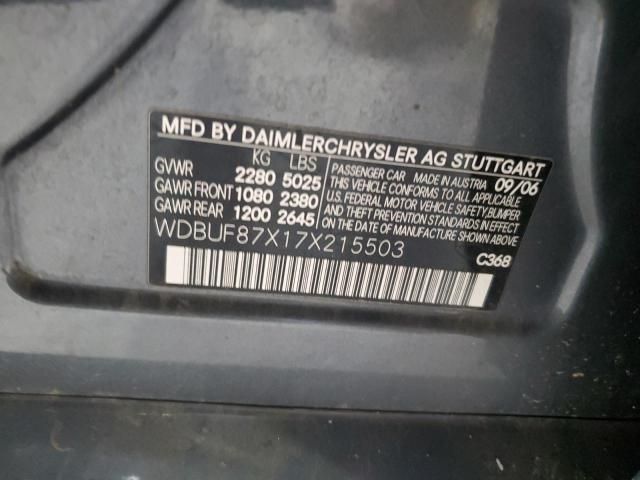 MFD BY DAIMLERCHRYSLER AG STUTTGART
KG LBS
GVWR 2280 5025
GAWR FRONT 1080 2380
GAWR REAR 1200 2645
PASSENGER CAR MADE IN AUSTRIA 09/06
THIS VEHICLE CONFORMS TO ALL APPLICABLE
U.S. FEDERAL MOTOR VEHICLE SAFETY, BUMPER
AND THEFT PREVENTION STANDARDS IN EFFECT
ON THE DATE OF MANUFACTURE
WDBUF87X17X215503
C368